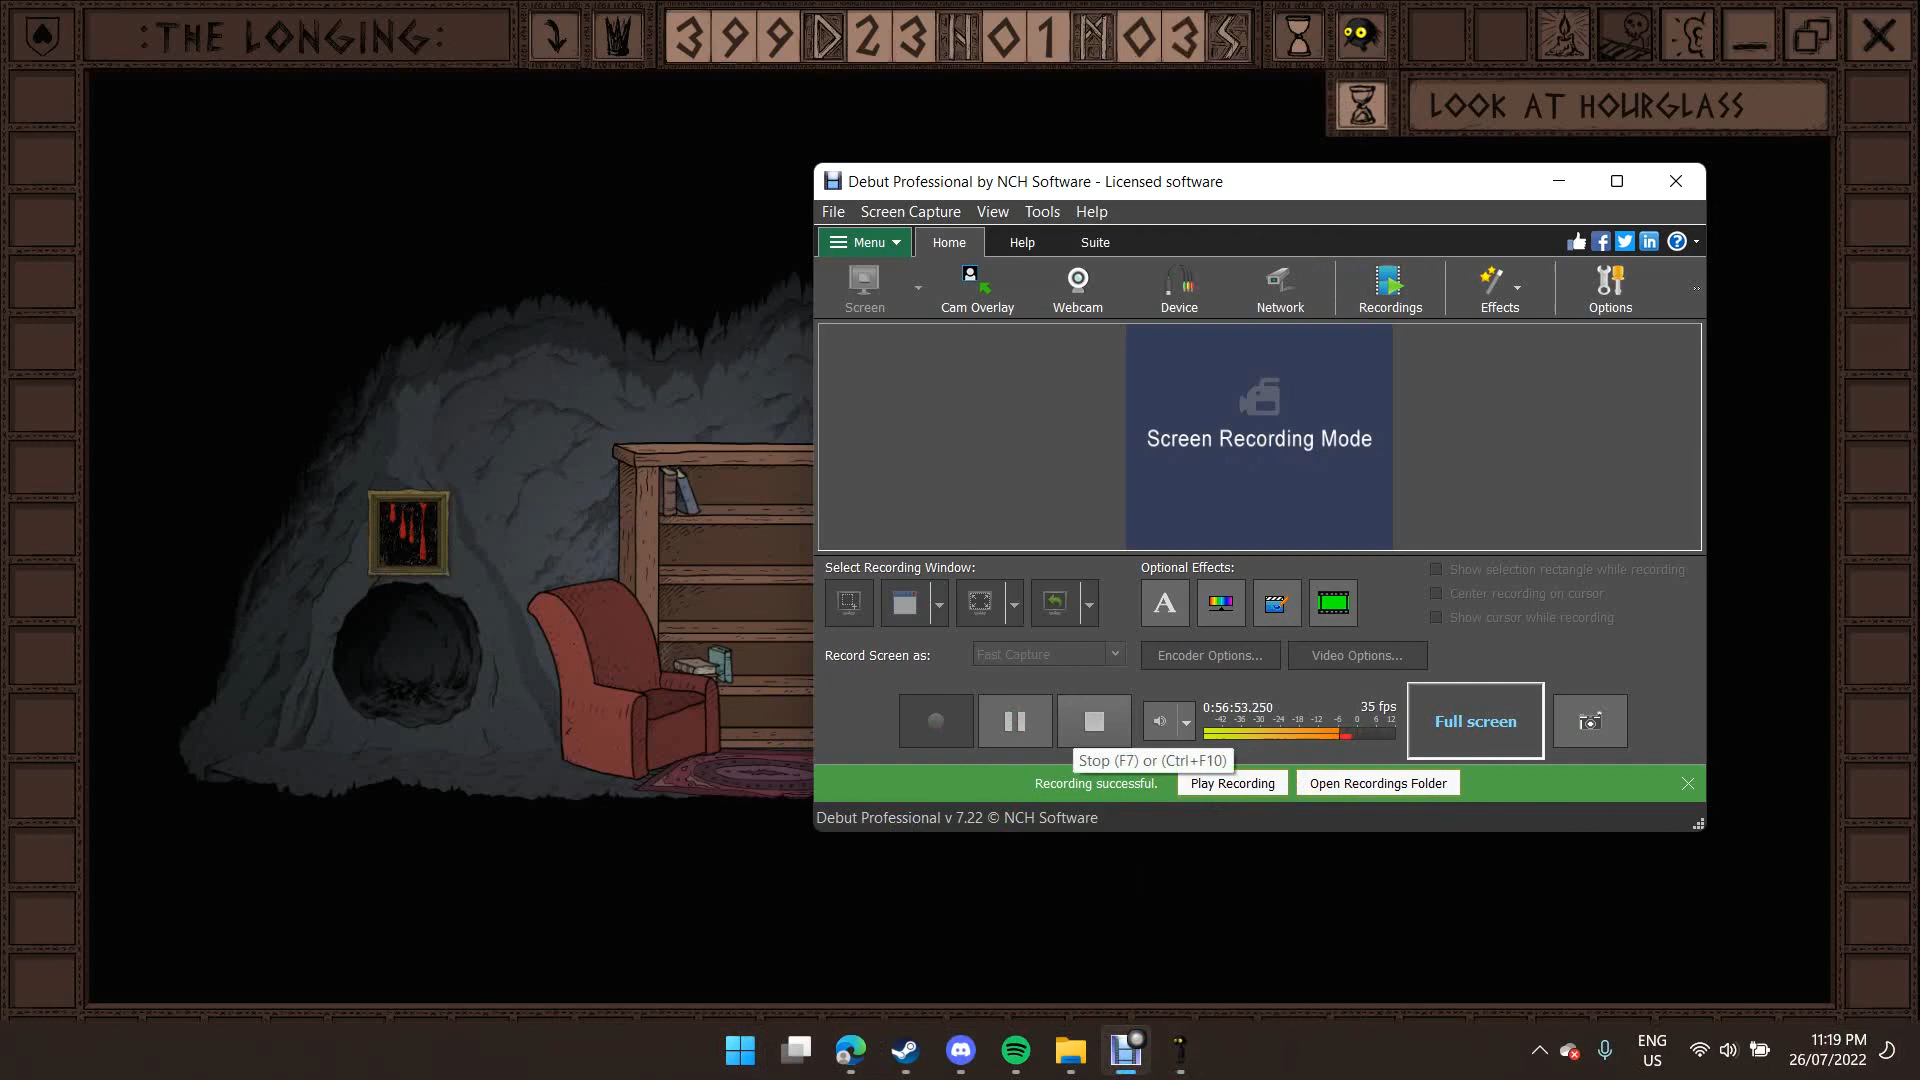 :THE LONGING:
399D23H01M03S
LOOK AT HOURGLASS
Debut Professional by NCH Software - Licensed software
File Screen Capture View Tools Help
Menu Home Help Suite
Screen Cam Overlay Webcam Device Network Recordings Effects Options
Screen Recording Mode
Select Recording Window:
Optional Effects:
Show selection rectangle while recording
Center recording on cursor
Show cursor while recording
Record Screen as: Fast Capture Encoder Options... Video Options...
0:56:53.250 35 fps
-42 -36 -30 -24 -18 -12 -6 0 6 12
Full screen
Stop (F7) or (Ctrl+F10)
Recording successful. Play Recording Open Recordings Folder
Debut Professional v 7.22 © NCH Software
ENG
US
11:19 PM
26/07/2022